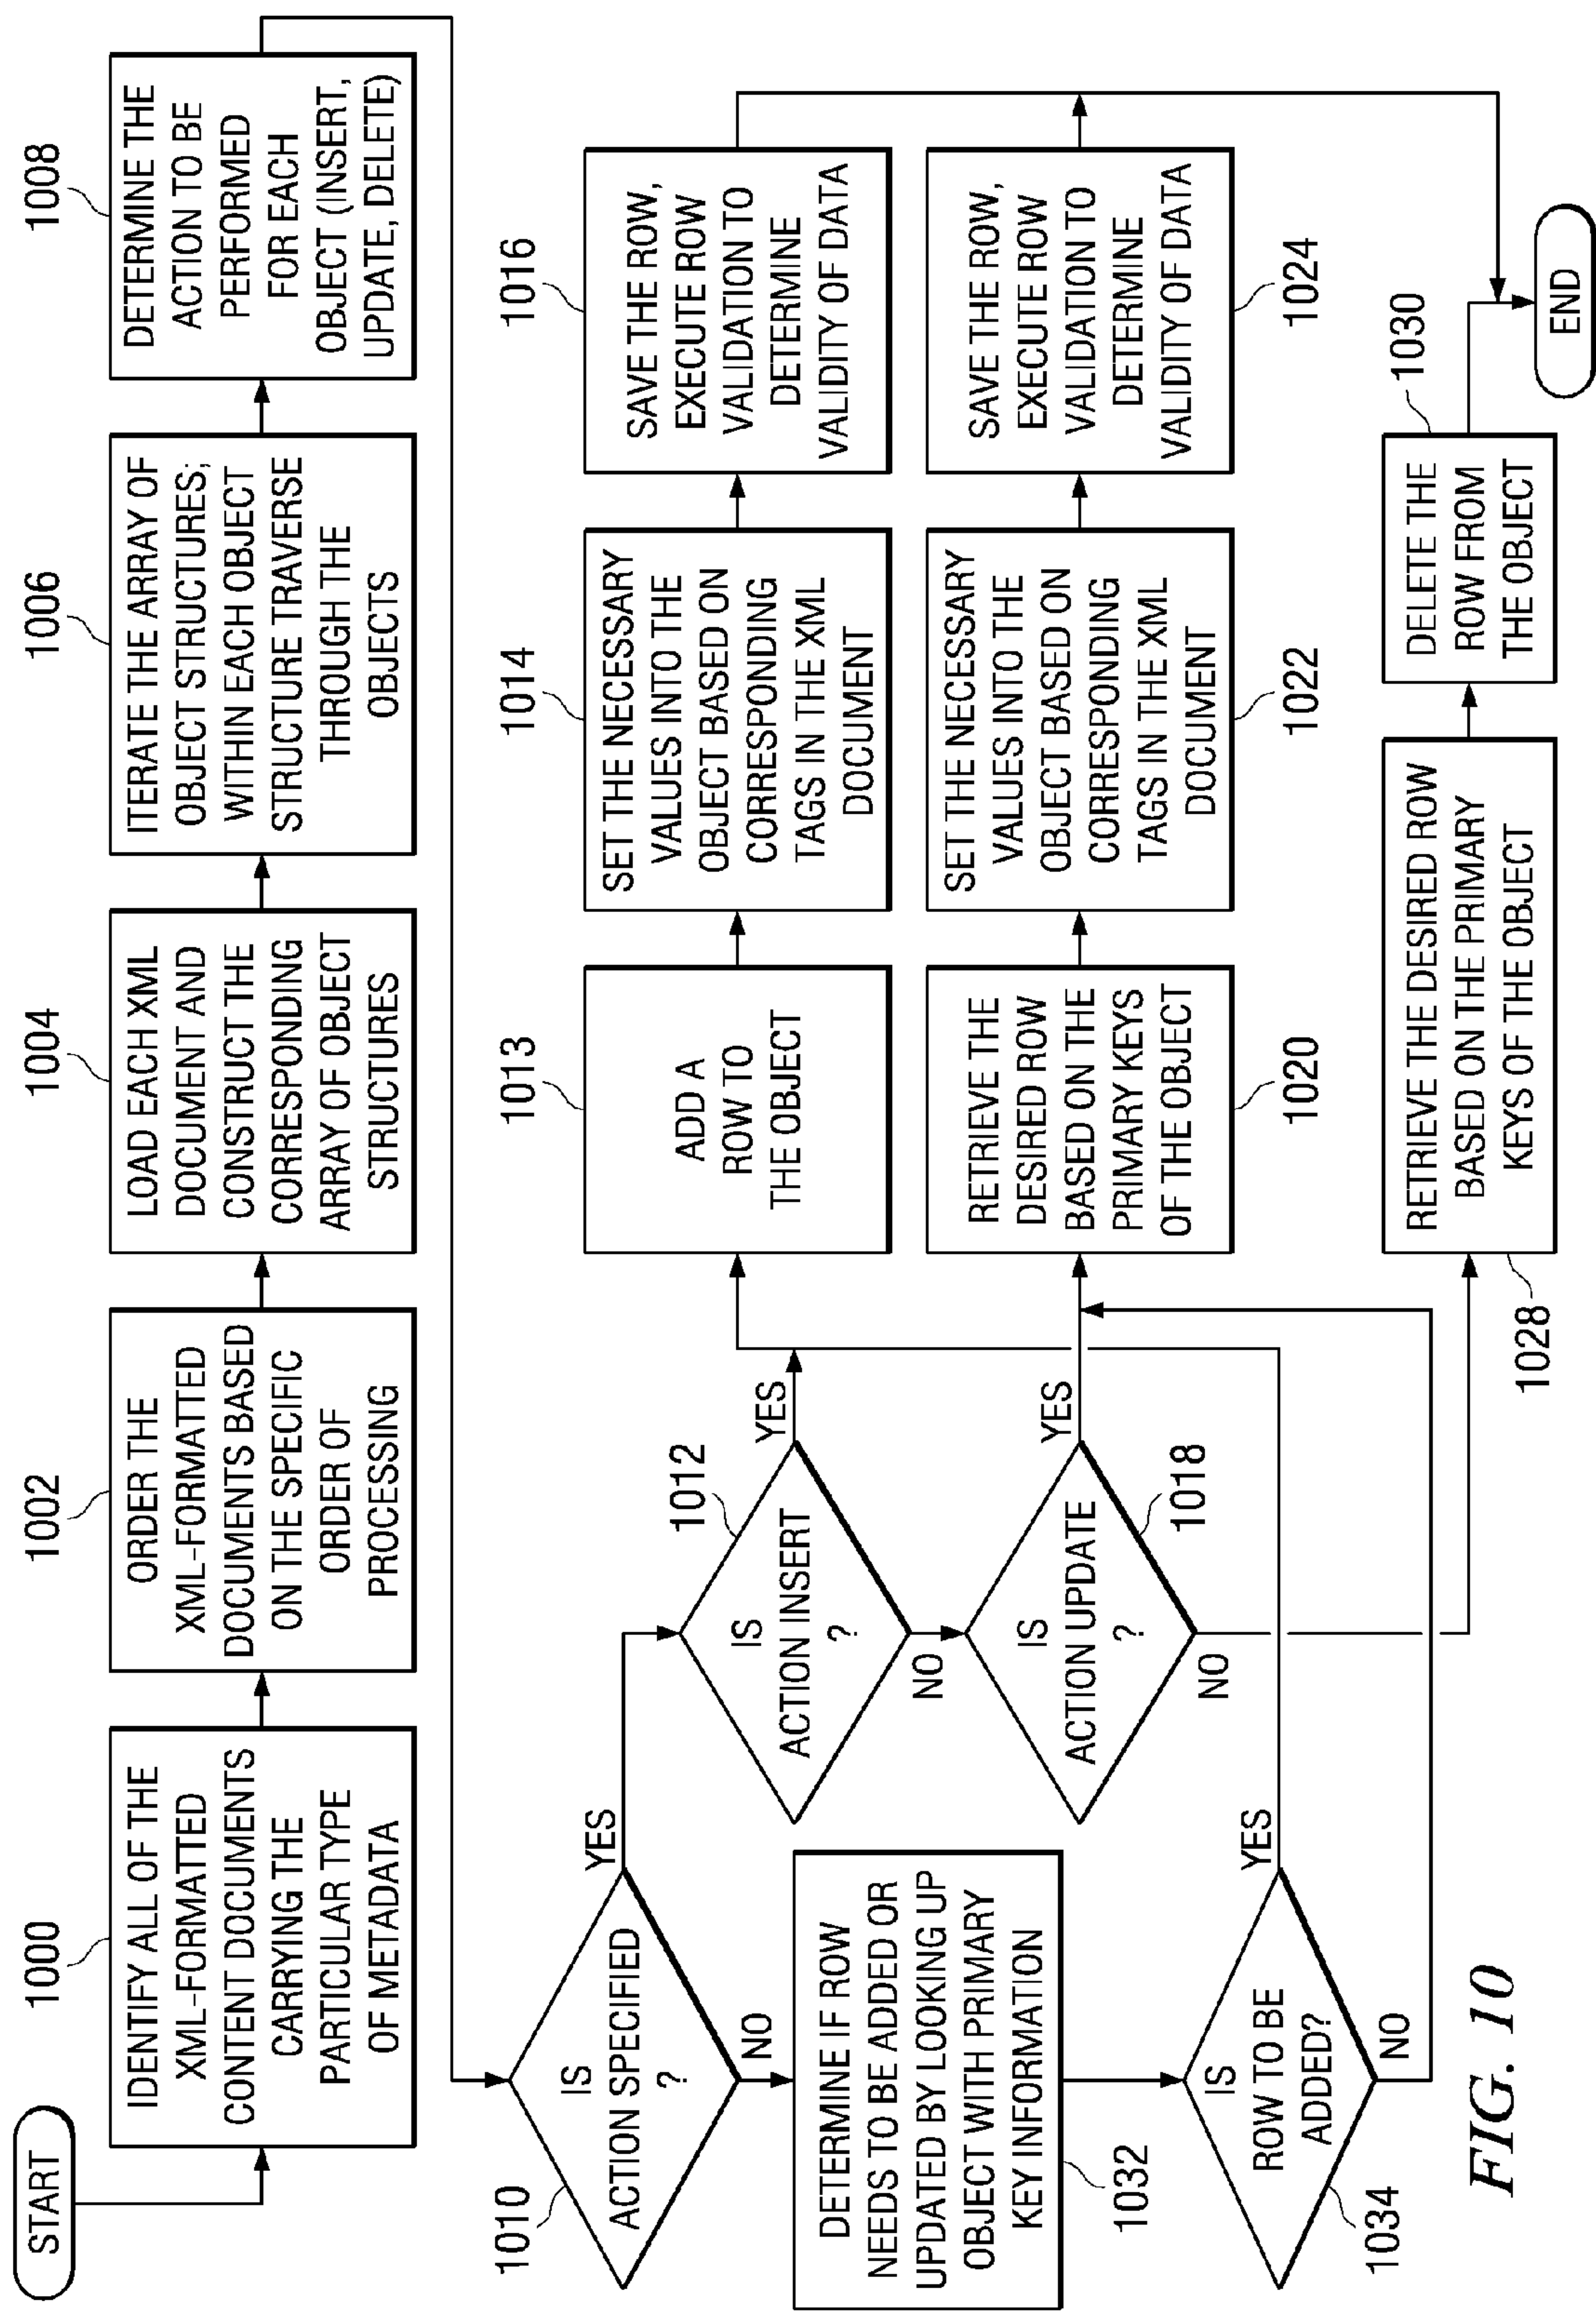 START
1000
IDENTIFY ALL OF THE
XML-FORMATTED
CONTENT DOCUMENTS
CARRYING THE
PARTICULAR TYPE
OF METADATA
1002
ORDER THE
XML-FORMATTED
DOCUMENTS BASED
ON THE SPECIFIC
ORDER OF
PROCESSING
1004
LOAD EACH XML
DOCUMENT AND
CONSTRUCT THE
CORRESPONDING
ARRAY OF OBJECT
STRUCTURES
1006
ITERATE THE ARRAY OF
OBJECT STRUCTURES;
WITHIN EACH OBJECT
STRUCTURE TRAVERSE
THROUGH THE
OBJECTS
1008
DETERMINE THE
ACTION TO BE
PERFORMED
FOR EACH
OBJECT (INSERT,
UPDATE, DELETE)
1010
IS
ACTION SPECIFIED
?
YES
NO
1012
IS
ACTION INSERT
?
YES
NO
1013
ADD A
ROW TO
THE OBJECT
1014
SET THE NECESSARY
VALUES INTO THE
OBJECT BASED ON
CORRESPONDING
TAGS IN THE XML
DOCUMENT
1016
SAVE THE ROW,
EXECUTE ROW
VALIDATION TO
DETERMINE
VALIDITY OF DATA
IS
ACTION UPDATE
?
1018
YES
NO
RETRIEVE THE
DESIRED ROW
BASED ON THE
PRIMARY KEYS
OF THE OBJECT
1020
SET THE NECESSARY
VALUES INTO THE
OBJECT BASED ON
CORRESPONDING
TAGS IN THE XML
DOCUMENT
1022
SAVE THE ROW,
EXECUTE ROW
VALIDATION TO
DETERMINE
VALIDITY OF DATA
1024
DETERMINE IF ROW
NEEDS TO BE ADDED OR
UPDATED BY LOOKING UP
OBJECT WITH PRIMARY
KEY INFORMATION
1032
IS
ROW TO BE
ADDED?
1034
YES
NO
RETRIEVE THE DESIRED ROW
BASED ON THE PRIMARY
KEYS OF THE OBJECT
1028
1030
DELETE THE
ROW FROM
THE OBJECT
END
FIG. 10